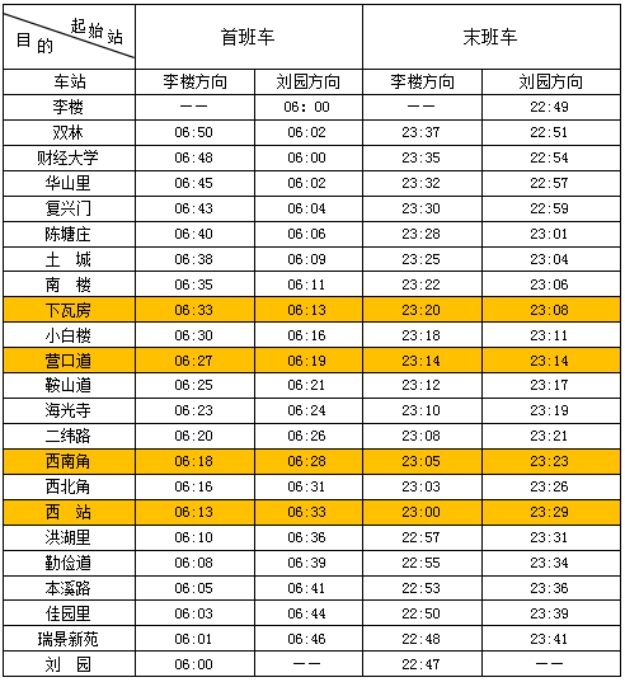 起始站 首班车 末班车
目的
车站 李楼方向 刘园方向 李楼方向 刘园方向
李楼 —— 06: 00 —— 22:49
双林 06:50 06:02 23:37 22:51
财经大学 06:48 06:00 23:35 22:54
华山里 06:45 06:02 23:32 22:57
复兴门 06:43 06:04 23:30 22:59
陈塘庄 06:40 06:06 23:28 23:01
土 城 06:38 06:09 23:25 23:04
南 楼 06:35 06:11 23:22 23:06
下瓦房 06:33 06:13 23:20 23:08
小白楼 06:30 06:16 23:18 23:11
营口道 06:27 06:19 23:14 23:14
鞍山道 06:25 06:21 23:12 23:17
海光寺 06:23 06:24 23:10 23:19
二纬路 06:20 06:26 23:08 23:21
西南角 06:18 06:28 23:05 23:23
西北角 06:16 06:31 23:03 23:26
西 站 06:13 06:33 23:00 23:29
洪湖里 06:10 06:36 22:57 23:31
勤俭道 06:08 06:39 22:55 23:34
本溪路 06:05 06:41 22:53 23:36
佳园里 06:03 06:44 22:50 23:39
瑞景新苑 06:01 06:46 22:48 23:41
刘 园 06:00 —— 22:47 ——